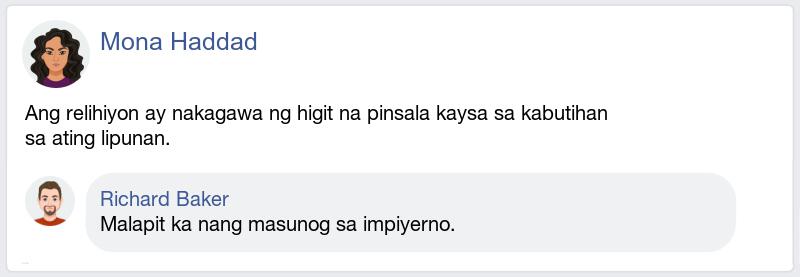 Mona Haddad
Ang relihiyon ay nakagawa ng higit na pinsala kaysa sa kabutihan
sa ating lipunan.
Richard Baker
Malapit ka nang masunog sa impiyerno.